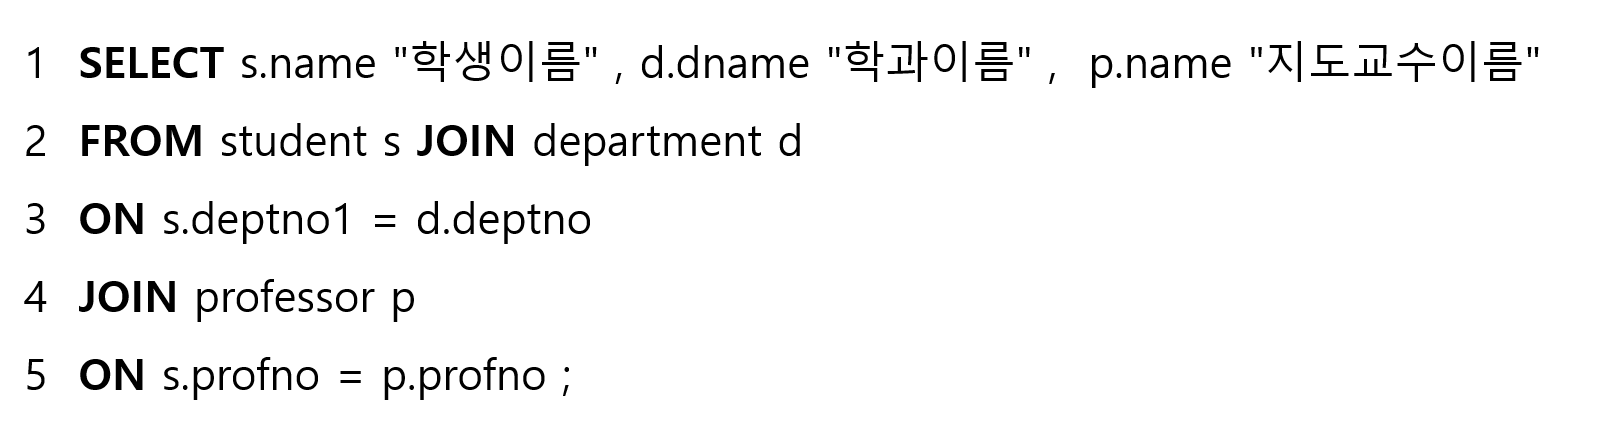 1 SELECT s.name "학생이름" , d.dname "학과이름" , p.name "지도교수이름"
2 FROM student s JOIN department d
3 ON s.deptno1 = d.deptno
4 JOIN professor p
5 ON s.profno = p.profno ;